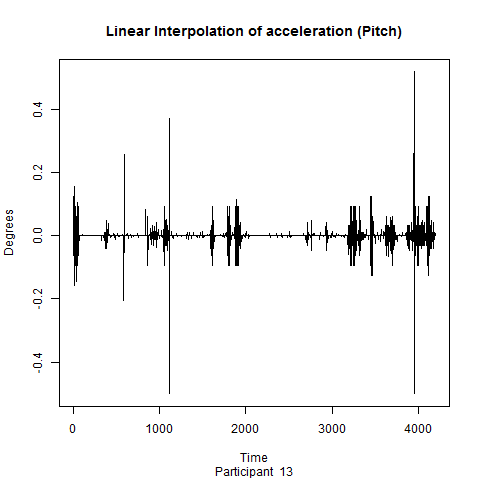 Linear Interpolation of acceleration (Pitch)
Degrees
0.4
0.2
0.0
-0.2
-0.4
0 1000 2000 3000 4000
Time
Participant 13